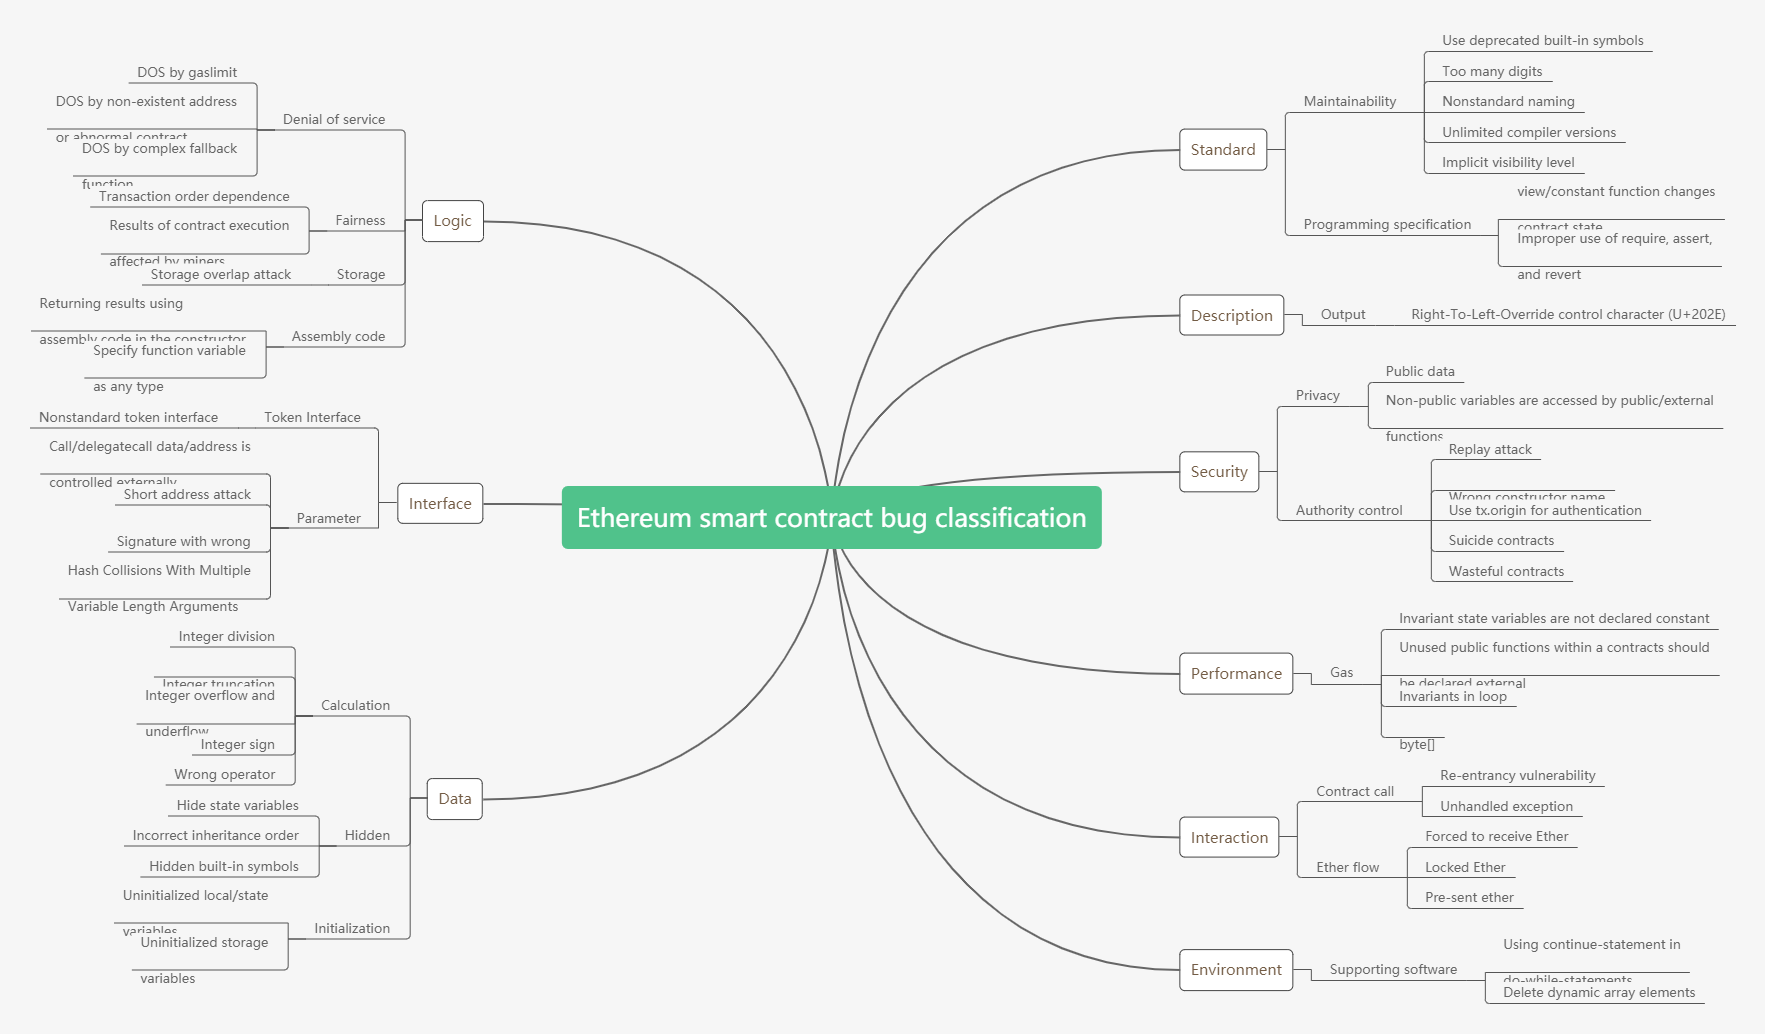 Ethereum smart contract bug classification
Logic
Denial of service
DOS by gaslimit
DOS by non-existent address
or abnormal contract
DOS by complex fallback
function
Fairness
Transaction order dependence
Results of contract execution
affected by miners
Storage
Storage overlap attack
Assembly code
Returning results using
assembly code in the constructor
Specify function variable
as any type
Interface
Token Interface
Nonstandard token interface
Parameter
Call/delegatecall data/address is
controlled externally
Short address attack
Signature with wrong
Hash Collisions With Multiple
Variable Length Arguments
Data
Calculation
Integer division
Integer truncation
Integer overflow and
underflow
Integer sign
Wrong operator
Hidden
Hide state variables
Incorrect inheritance order
Hidden built-in symbols
Initialization
Uninitialized local/state
variables
Uninitialized storage
variables
Standard
Maintainability
Use deprecated built-in symbols
Too many digits
Nonstandard naming
Unlimited compiler versions
Implicit visibility level
Programming specification
view/constant function changes
contract state
Improper use of require, assert,
and revert
Description
Output
Right-To-Left-Override control character (U+202E)
Security
Privacy
Public data
Non-public variables are accessed by public/external
functions
Authority control
Replay attack
Wrong constructor name
Use tx.origin for authentication
Suicide contracts
Wasteful contracts
Performance
Gas
Invariant state variables are not declared constant
Unused public functions within a contracts should
be declared external
Invariants in loop
byte[]
Interaction
Contract call
Re-entrancy vulnerability
Unhandled exception
Ether flow
Forced to receive Ether
Locked Ether
Pre-sent ether
Environment
Supporting software
Using continue-statement in
do-while-statements
Delete dynamic array elements